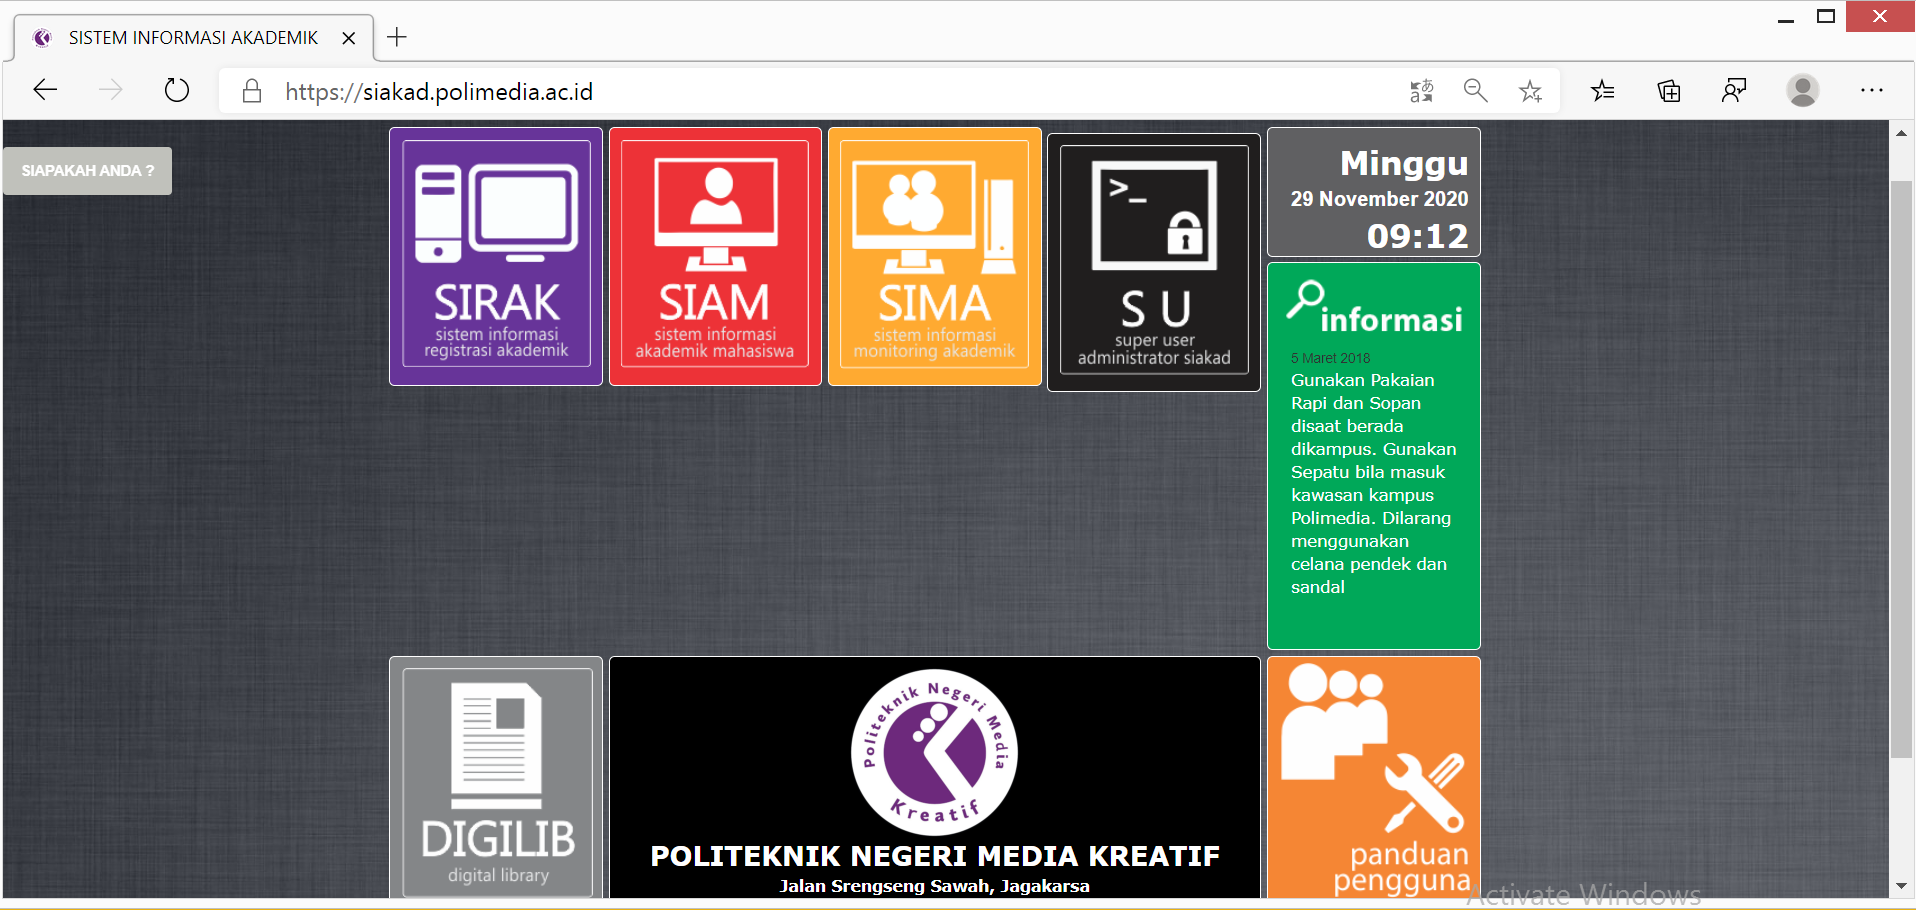 SISTEM INFORMASI AKADEMIK
https://siakad.polimedia.ac.id
SIAPAKAH ANDA ?
SIRAK
sistem informasi
registrasi akademik
SIAM
sistem informasi
akademik mahasiswa
SIMA
sistem informasi
monitoring akademik
>_
S U
super user
administrator siakad
Minggu
29 November 2020
09:12
informasi
5 Maret 2018
Gunakan Pakaian
Rapi dan Sopan
disaat berada
dikampus. Gunakan
Sepatu bila masuk
kawasan kampus
Polimedia. Dilarang
menggunakan
celana pendek dan
sandal
DIGILIB
digital library
Politeknik Negeri Media
Kreatif
POLITEKNIK NEGERI MEDIA KREATIF
Jalan Srengseng Sawah, Jagakarsa
panduan
pengguna
Activate Windows